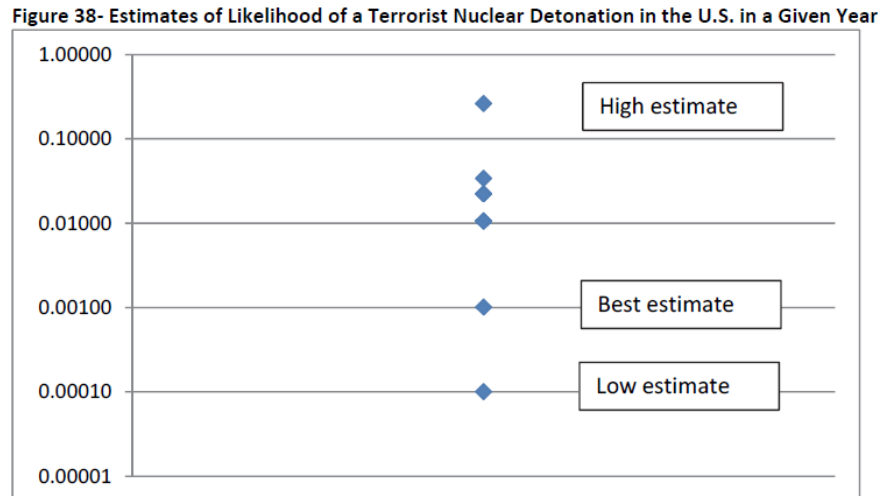 Figure 38- Estimates of Likelihood of a Terrorist Nuclear Detonation in the U.S. in a Given Year
1.00000
High estimate
0.10000
0.01000
0.00100
Best estimate
0.00010
Low estimate
0.00001